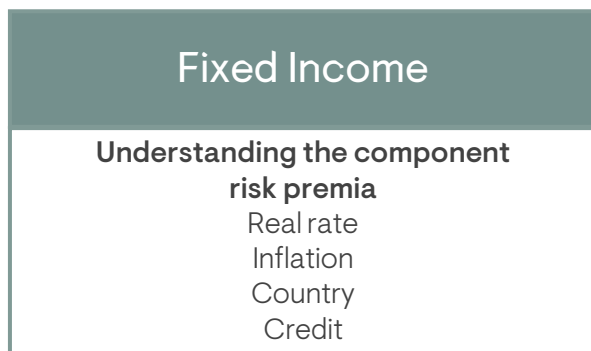 Fixed Income
Understanding the component
risk premia
Real rate
Inflation
Country
Credit